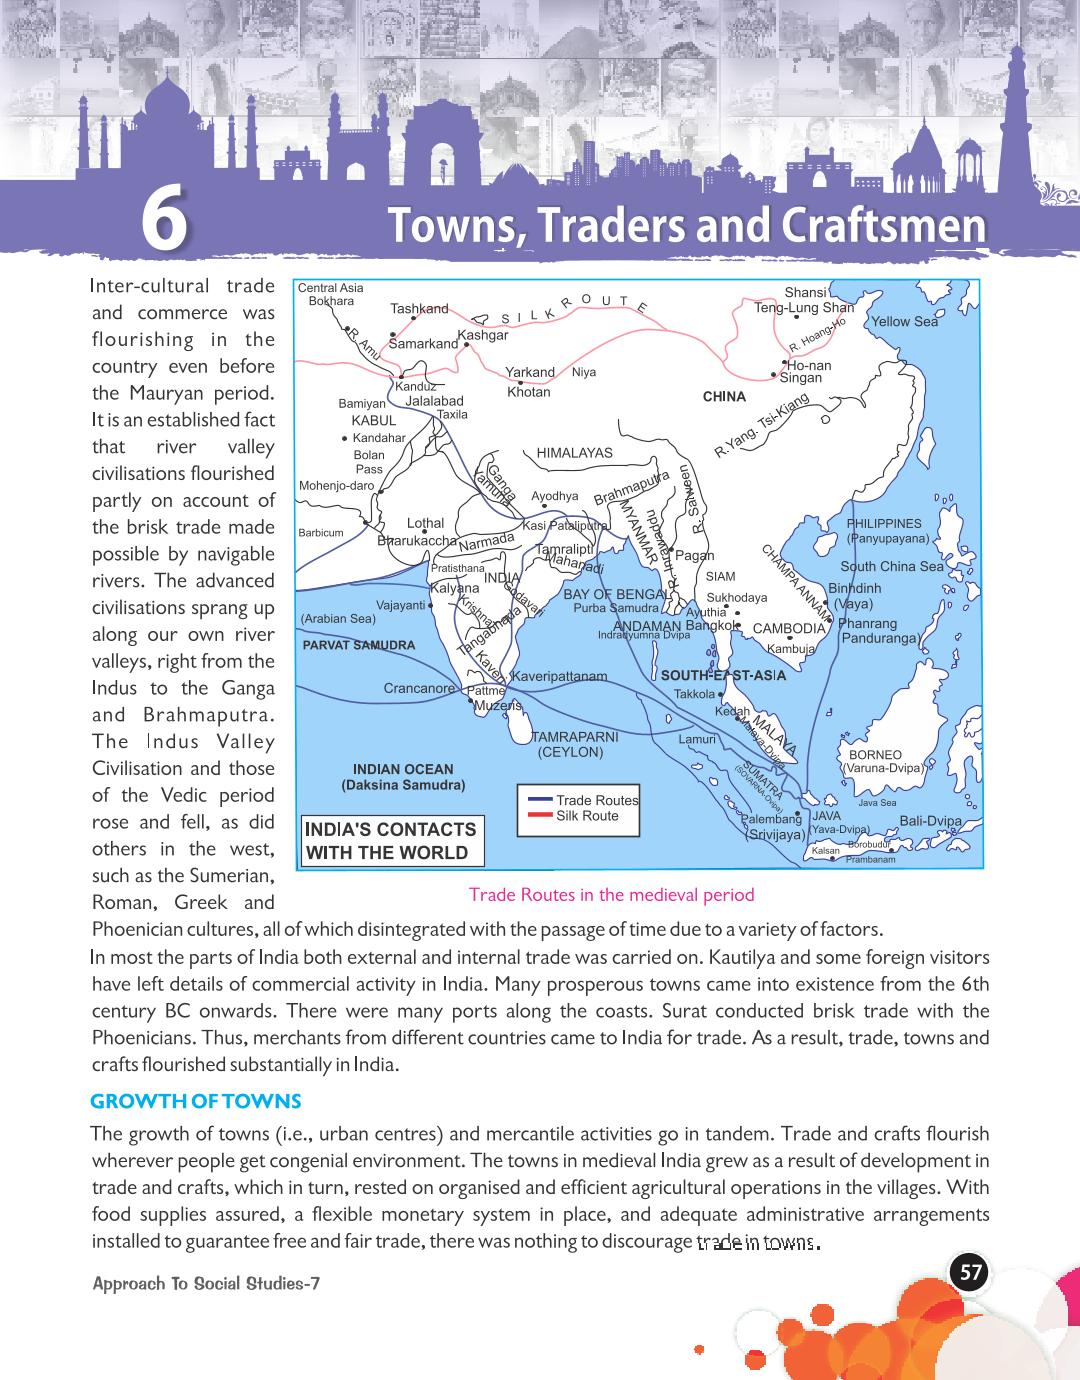 6
Towns, Traders and Craftsmen
Inter-cultural trade
and commerce was
flourishing in the
country even before
the Mauryan period.
It is an established fact
that river valley
civilisations flourished
partly on account of
the brisk trade made
possible by navigable
rivers. The advanced
civilisations sprang up
along our own river
valleys, right from the
Indus to the Ganga
and Brahmaputra.
The Indus Valley
Civilisation and those
of the Vedic period
rose and fell, as did
others in the west,
such as the Sumerian,
Roman, Greek and
Phoenician cultures, all of which disintegrated with the passage of time due to a variety of factors.
Central Asia
Bokhara
Tashkand
SILK ROUTE
Shansi
Teng-Lung Shan
Yellow Sea
R. Amu
Samarkand
Kashgar
R. Hoang-Ho
Ho-nan
Singan
Yarkand
Niya
Khotan
CHINA
Kanduz
Bamiyan
Jalalabad
Taxila
KABUL
Kandahar
Bolan
Pass
R.Yang. Tsi-Kiang
HIMALAYAS
Mohenjo-daro
Ganga
Yamuna
Ayodhya
Brahmaputra
R. Salween
Barbicum
Lothal
Bharukaccha
Narmada
Kasi
Pataliputra
MYANMAR
R. Irrawaddi
PHILIPPINES
(Panyupayana)
Tamralipti
Mahanadi
Pagan
CHAMPA ANNAM
South China Sea
Pratisthana
INDIA
SIAM
Kalyana
Godavari
BAY OF BENGAL
Purba Samudra
Sukhodaya
Binhdinh
(Vaya)
Vajayanti
Krishna
Tangabhadra
Ayuthia
(Arabian Sea)
ANDAMAN
Indradyumna Dvipa
Bangkok
CAMBODIA
Phanrang
(Panduranga)
PARVAT SAMUDRA
Kaveri
Kambuja
Kaveripattanam
SOUTH-EAST-ASIA
Crancanore
Pattme
Muzeris
Takkola
Kedah
MALAYA
Malaya-Dvipa
TAMRAPARNI
(CEYLON)
Lamuri
BORNEO
(Varuna-Dvipa)
INDIAN OCEAN
(Daksina Samudra)
SUMATRA
(SOVARNA-Dvipa)
Java Sea
Trade Routes
Silk Route
Palembang
(Srivijaya)
JAVA
(Yava-Dvipa)
Bali-Dvipa
INDIA'S CONTACTS
WITH THE WORLD
Kalsan
Borobudur
Prambanam
Trade Routes in the medieval period
In most the parts of India both external and internal trade was carried on. Kautilya and some foreign visitors
have left details of commercial activity in India. Many prosperous towns came into existence from the 6th
century BC onwards. There were many ports along the coasts. Surat conducted brisk trade with the
Phoenicians. Thus, merchants from different countries came to India for trade. As a result, trade, towns and
crafts flourished substantially in India.
GROWTH OF TOWNS
The growth of towns (i.e., urban centres) and mercantile activities go in tandem. Trade and crafts flourish
wherever people get congenial environment. The towns in medieval India grew as a result of development in
trade and crafts, which in turn, rested on organised and efficient agricultural operations in the villages. With
food supplies assured, a flexible monetary system in place, and adequate administrative arrangements
installed to guarantee free and fair trade, there was nothing to discourage trade in towns.
Approach To Social Studies-7
57